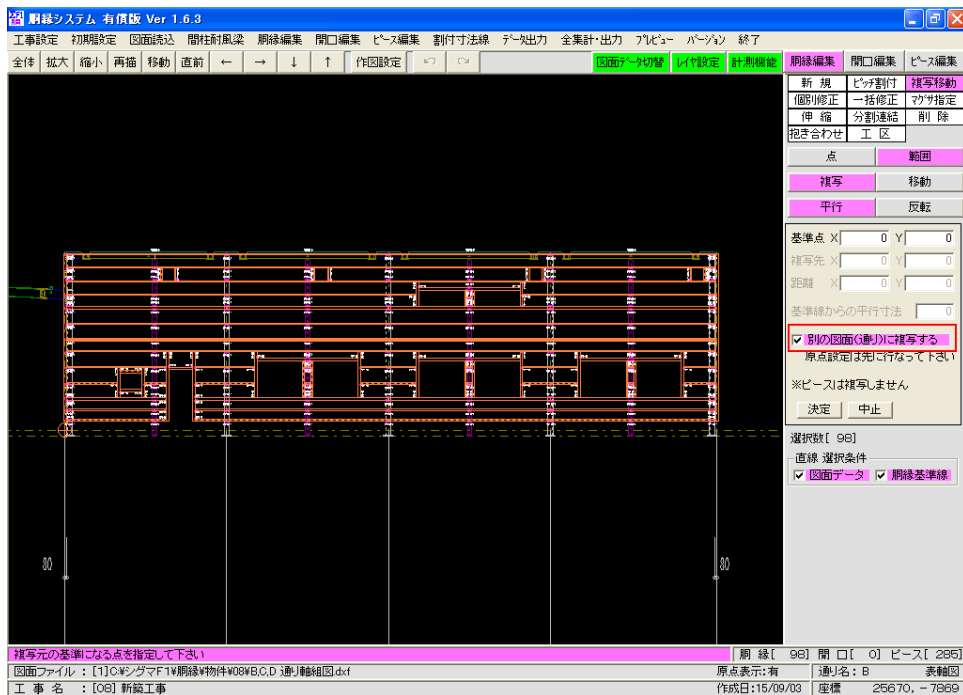 胴縁システム 有償版 Ver 1.6.3
工事設定 初期設定 図面読込 間柱耐風梁 胴縁編集 開口編集 ﾋﾟｰｽ編集 割付寸法線 ﾃﾞｰﾀ出力 全集計・出力 ﾌﾟﾚﾋﾞｭｰ ﾊﾞｰｼﾞｮﾝ 終了
全体 拡大 縮小 再描 移動 直前 ← → ↓ ↑ 作図設定 図面ﾃﾞｰﾀ切替 ﾚｲﾔ設定 計測機能 胴縁編集 開口編集 ﾋﾟｰｽ編集
新 規 ﾋﾟｯﾁ割付 複写移動
個別修正 一括修正 ﾏｸﾞｻ指定
伸 縮 分割連結 削 除
抱き合わせ 工 区
点 範囲
複写 移動
平行 反転
基準点 X 0 Y 0
複写先 X 0 Y 0
距離 X 0 Y 0
基準線からの平行寸法 0
別の図面(通り)に複写する
原点設定は先に行なって下さい
※ピースは複写しません
決定 中止
選択数[ 98]
直線 選択条件
図面データ 胴縁基準線
80 80
複写元の基準になる点を指定して下さい 胴 縁[ 98] 開 口[ 0] ピース[ 285]
図面ファイル : [1]C:¥シグマF1¥胴縁¥物件¥08¥B,C,D 通り軸組図.dxf 原点表示:有 通り名: B 表軸図
工 事 名 : [08] 新築工事 作成日:15/09/03 座標 25670, -7869